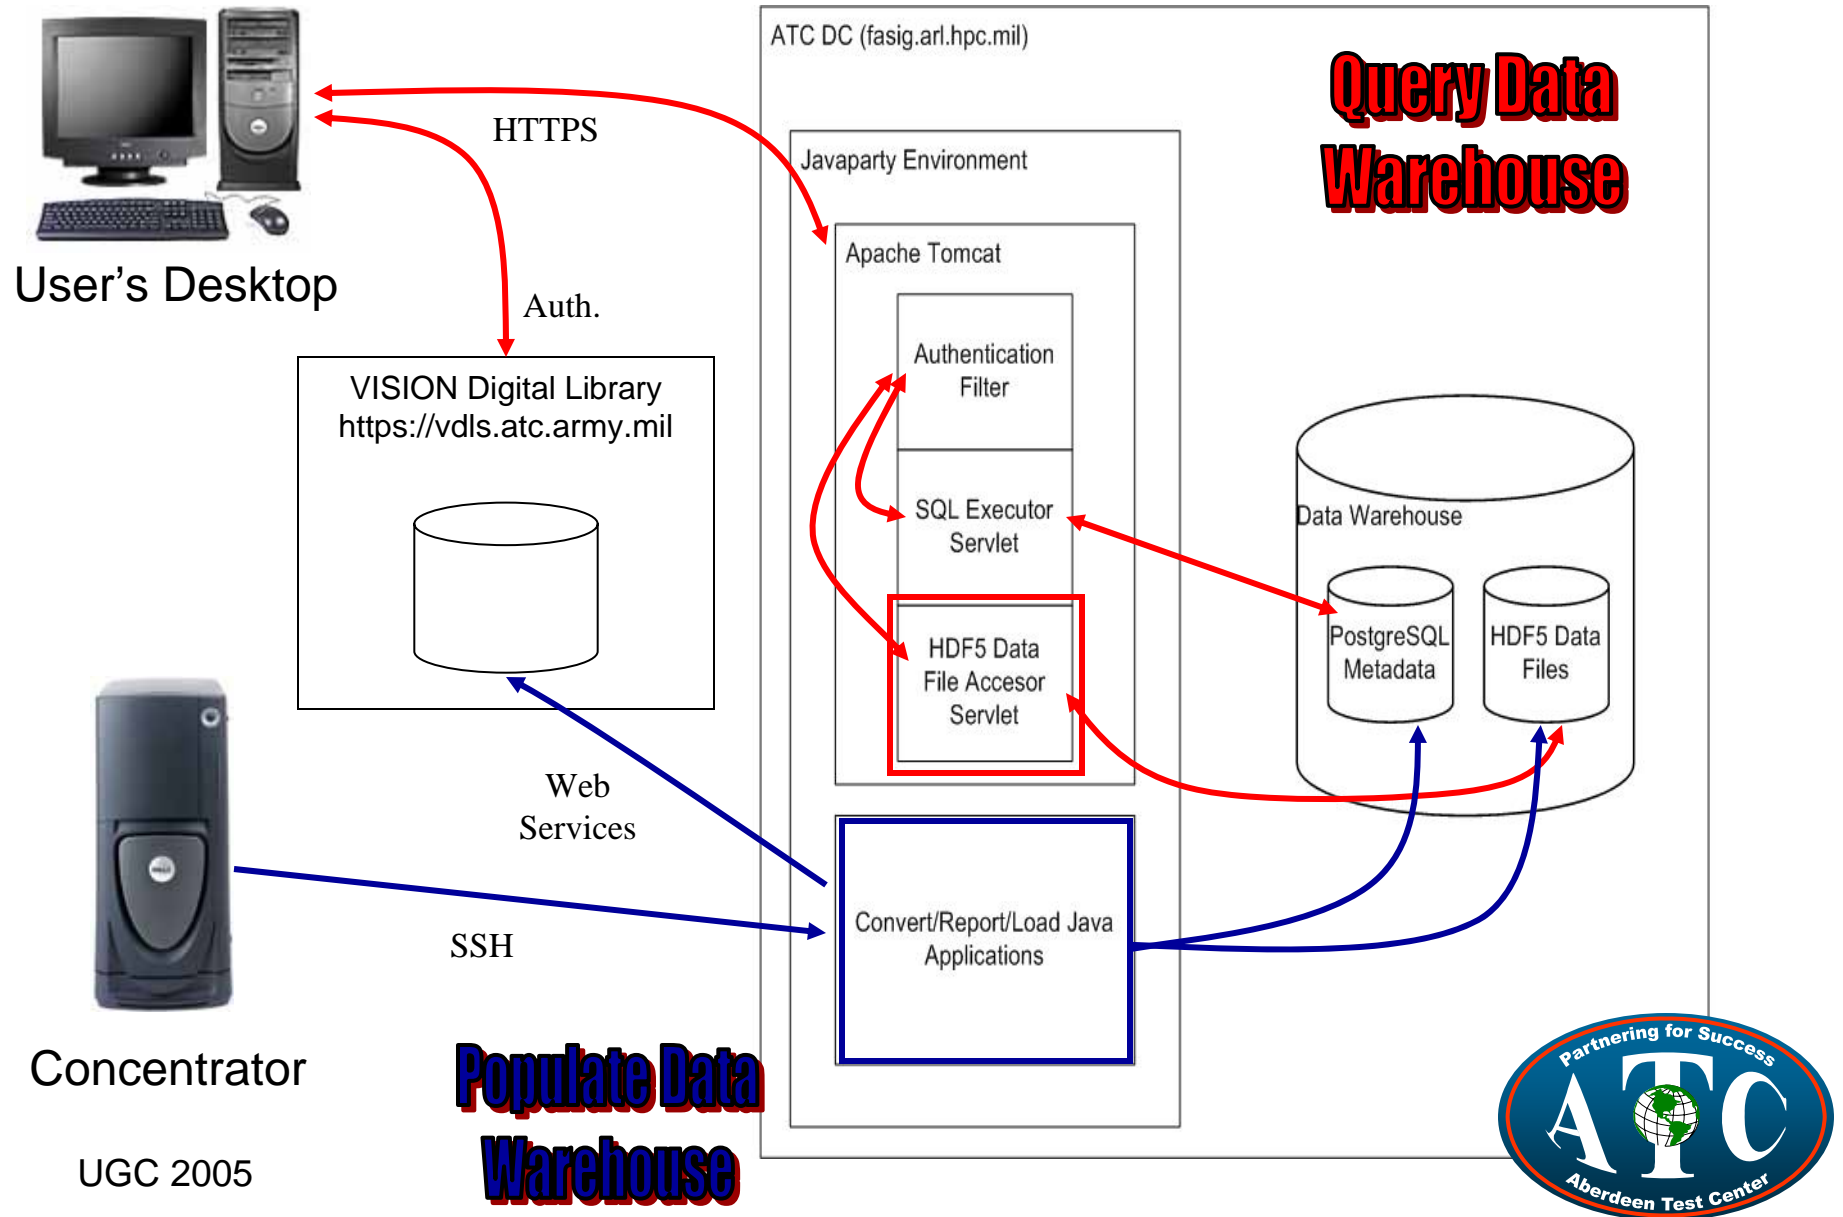 ATC DC (fasig.arl.hpc.mil)
Query Data
Warehouse
HTTPS
Javaparty Environment
User's Desktop
Apache Tomcat
Auth.
Authentication
Filter
VISION Digital Library
https://vdls.atc.army.mil
SQL Executor
Servlet
Data Warehouse
HDF5 Data
File Accesor
Servlet
PostgreSQL
Metadata
HDF5 Data
Files
Web
Services
Convert/Report/Load Java
Applications
SSH
Concentrator
Populate Data
Warehouse
UGC 2005
Partnering for Success
ATC
Aberdeen Test Center